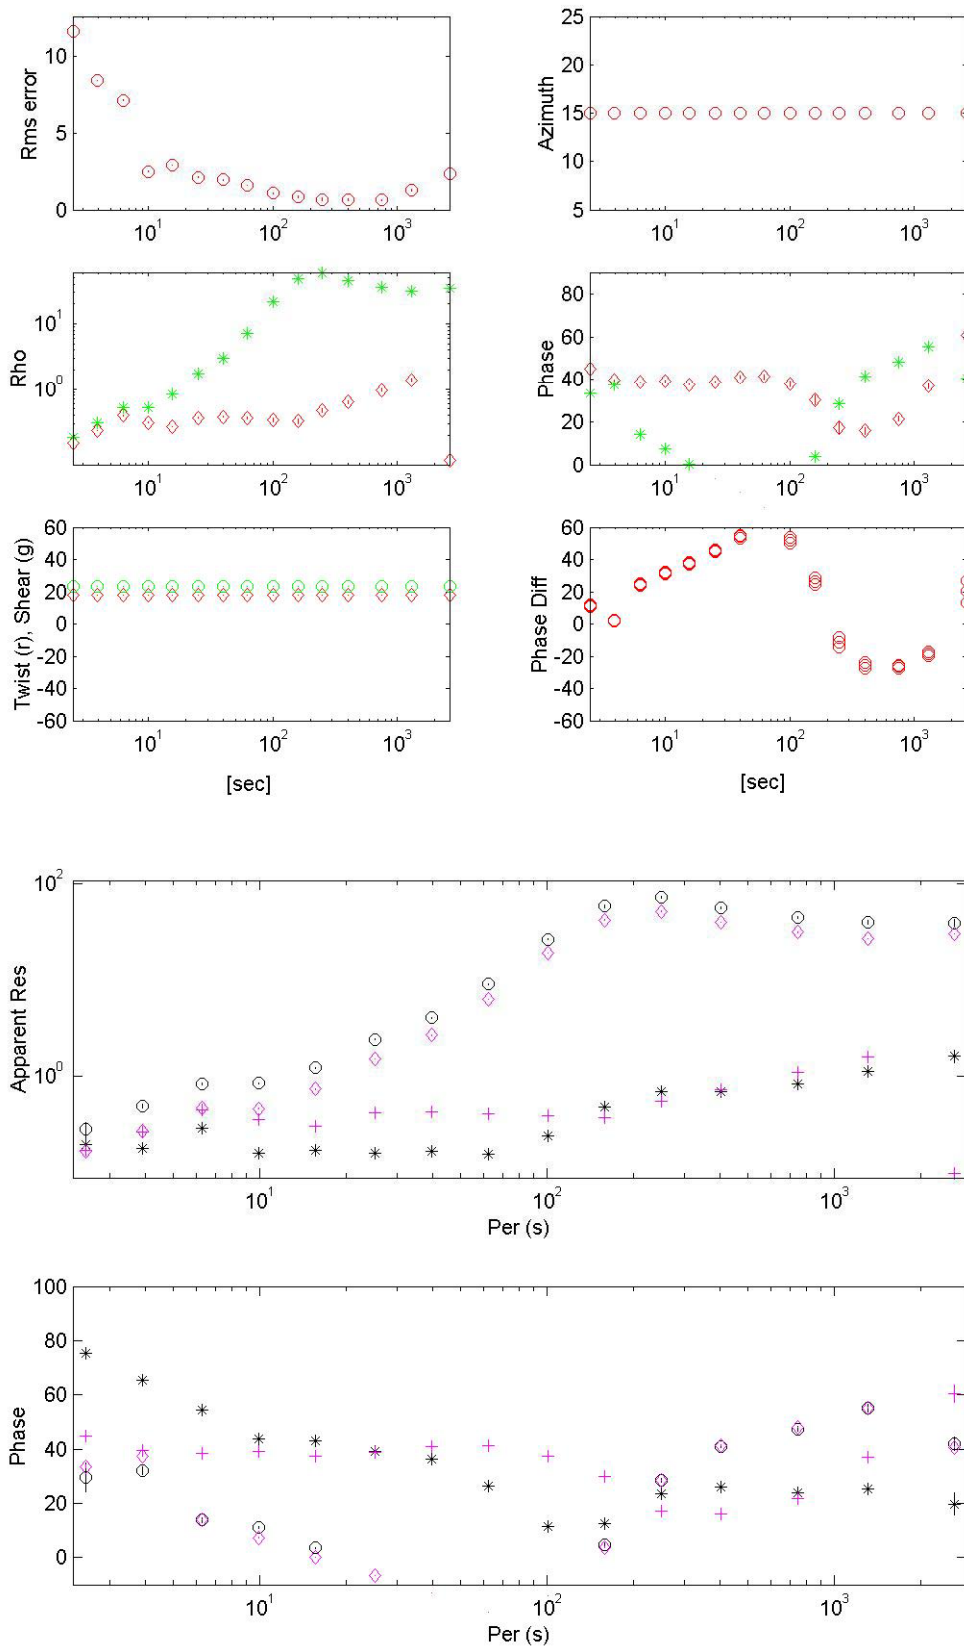 Rms error
10
5
0
10^1 10^2 10^3
Azimuth
25
20
15
10
5
10^1 10^2 10^3
Rho
10^1
10^0
10^1 10^2 10^3
Phase
80
60
40
20
0
10^1 10^2 10^3
Twist (r), Shear (g)
60
40
20
0
-20
-40
-60
10^1 10^2 10^3
[sec]
Phase Diff
60
40
20
0
-20
-40
-60
10^1 10^2 10^3
[sec]
Apparent Res
10^2
10^0
10^1 10^2 10^3
Per (s)
Phase
100
80
60
40
20
0
10^1 10^2 10^3
Per (s)